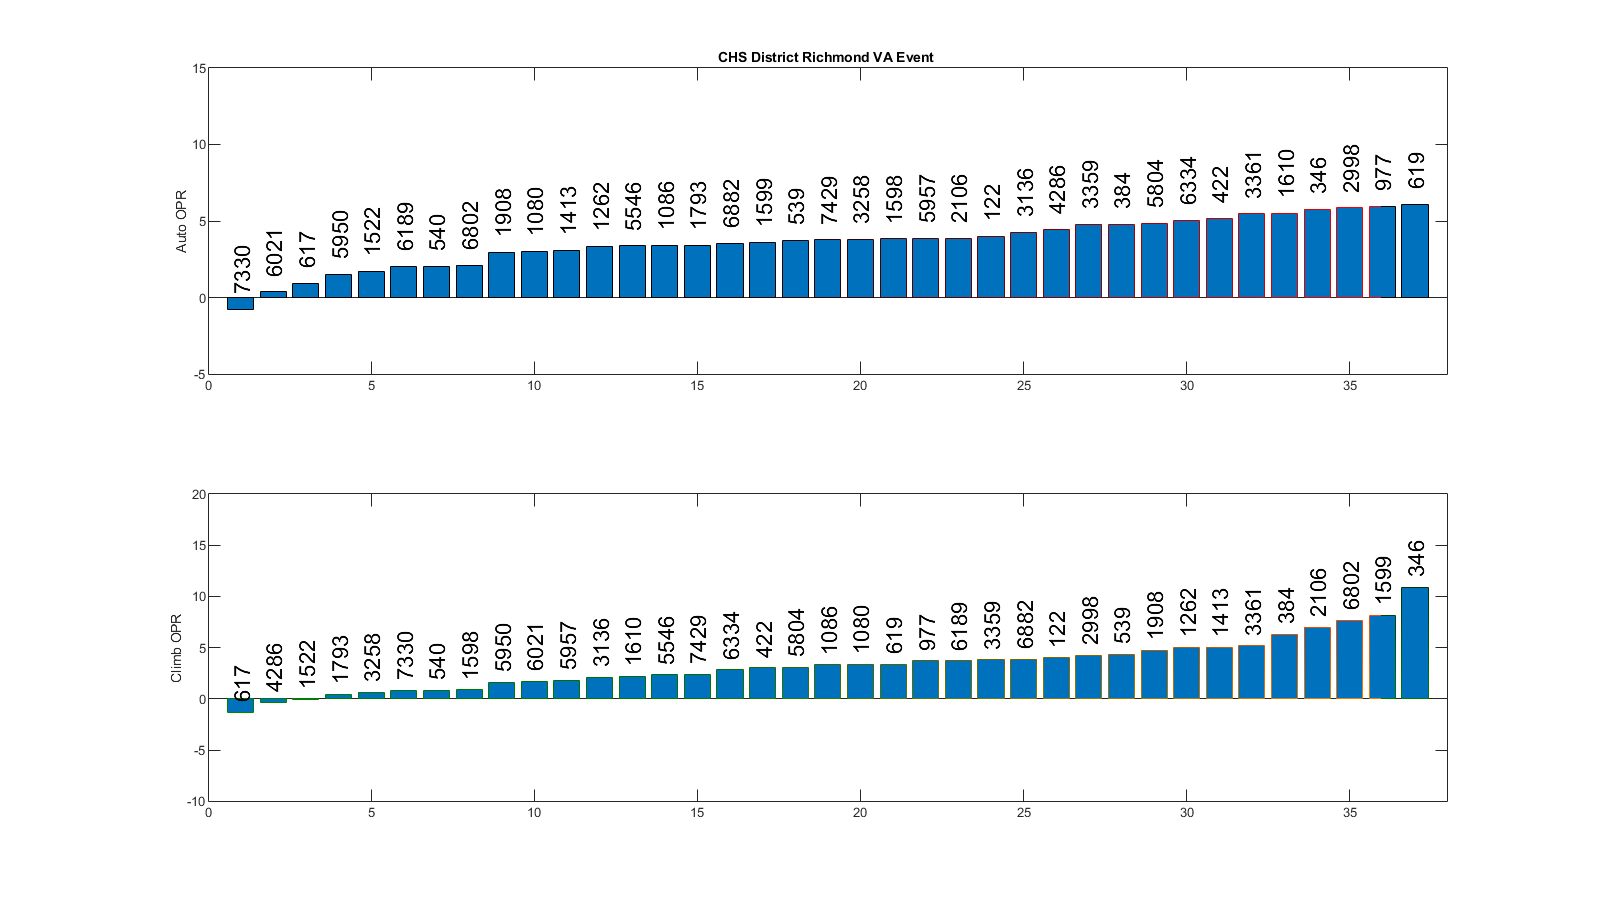 CHS District Richmond VA Event
15
10
5
0
-5
Auto OPR
7330 6021 617 5950 1522 6189 540 6802 1908 1080 1413 1262 5546 1086 1793 6882 1599 539 7429 3258 1598 5957 2106 122 3136 4286 3359 384 5804 6334 422 3361 1610 346 2998 977 619
0 5 10 15 20 25 30 35
20
15
10
5
0
-5
-10
Climb OPR
617 4286 1522 1793 3258 7330 540 1598 5950 6021 5957 3136 1610 5546 7429 6334 422 5804 1086 1080 619 977 6189 3359 6882 122 2998 539 1908 1262 1413 3361 384 2106 6802 1599 346
0 5 10 15 20 25 30 35